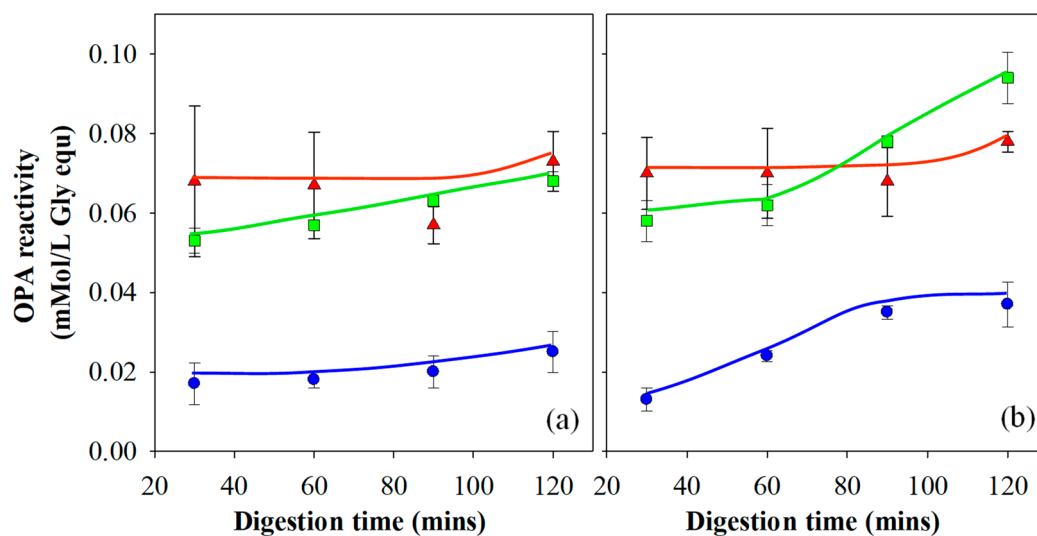 OPA reactivity
(mMol/L Gly equ)
0.10
0.08
0.06
0.04
0.02
0.00
(a)
(b)
20 40 60 80 100 120
20 40 60 80 100 120
Digestion time (mins)
Digestion time (mins)